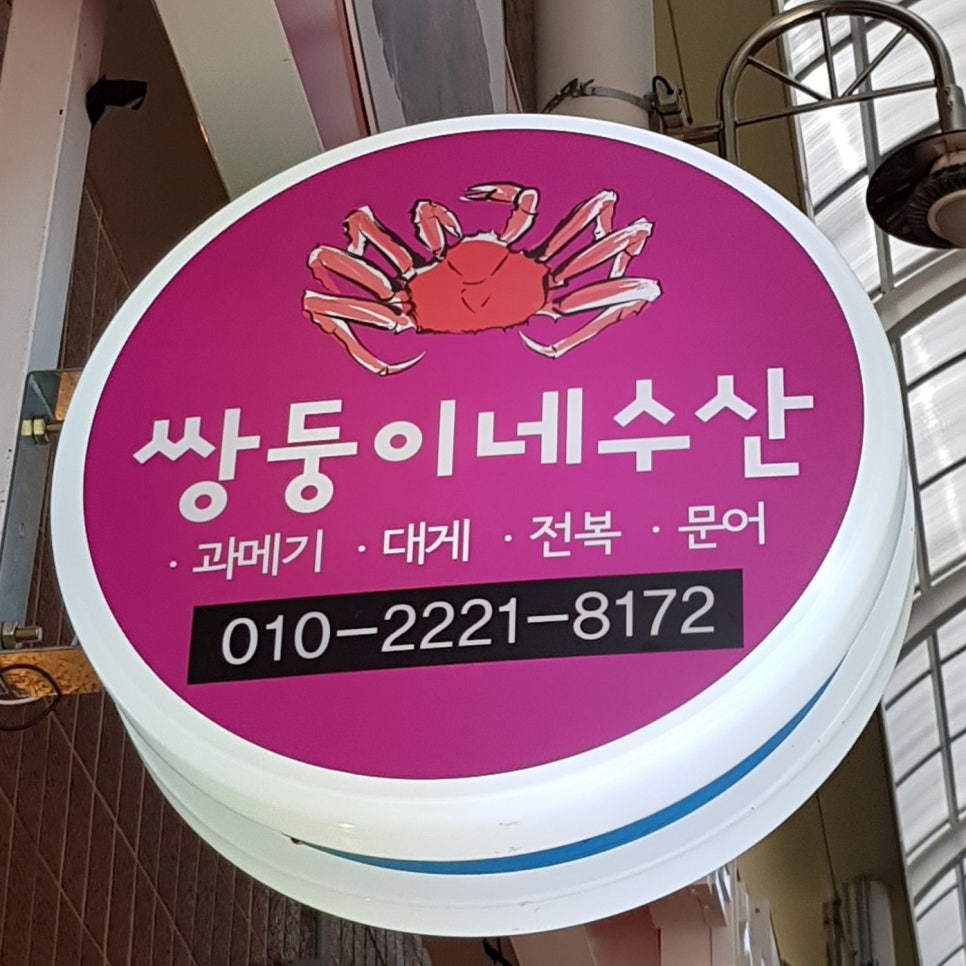 쌍둥이네수산
· 과메기 · 대게 · 전복 · 문어
010-2221-8172